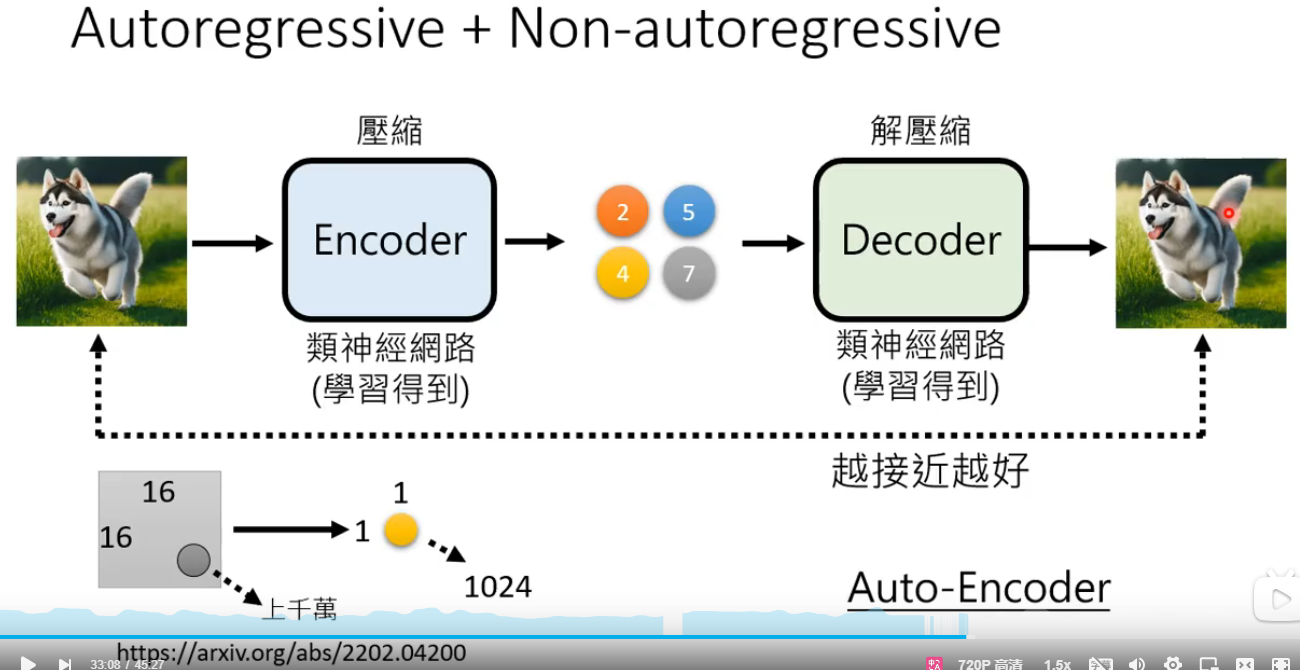 Autoregressive + Non-autoregressive
壓縮
解壓縮
Encoder
2
5
4
7
Decoder
類神經網路
(學習得到)
類神經網路
(學習得到)
越接近越好
16
16
1
1
1024
上千萬
Auto-Encoder
https://arxiv.org/abs/2202.04200
33:08 / 45:27
720P 高清
1.5x